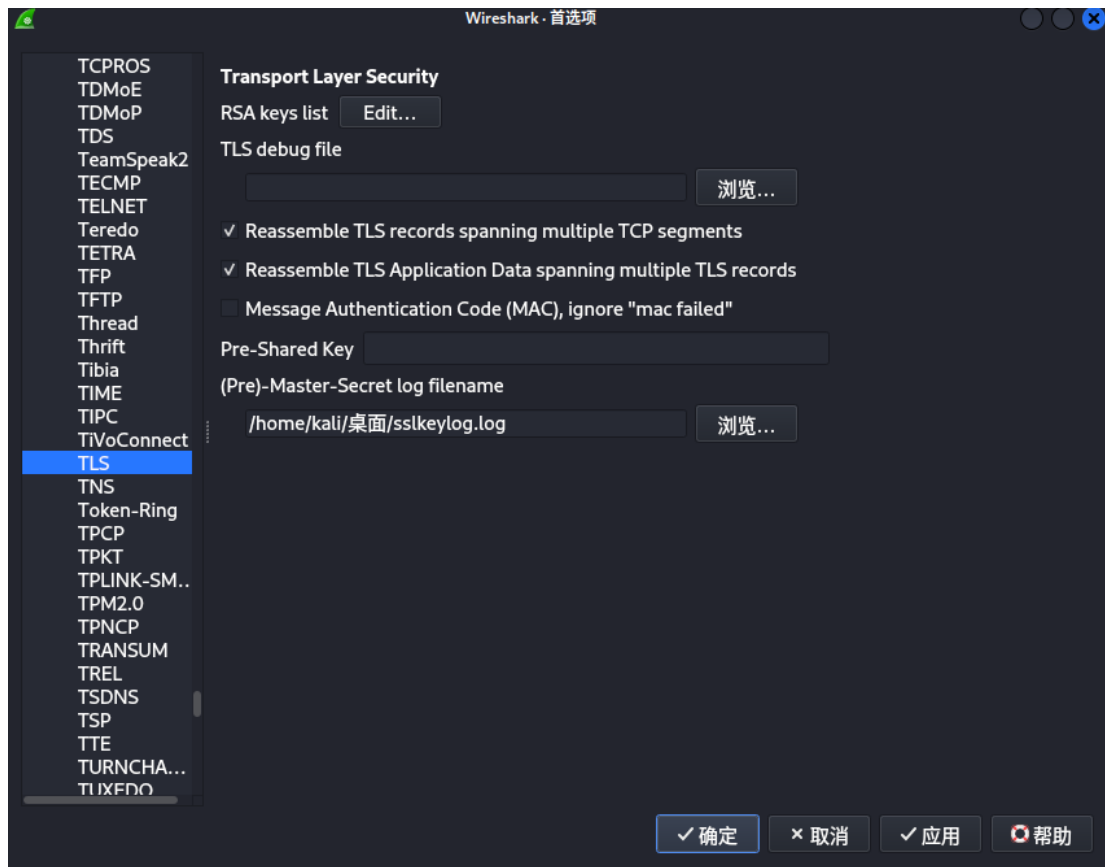 Wireshark · 首选项
TCPROS
TDMoE
TDMoP
TDS
TeamSpeak2
TECMP
TELNET
Teredo
TETRA
TFP
TFTP
Thread
Thrift
Tibia
TIME
TIPC
TiVoConnect
TLS
TNS
Token-Ring
TPCP
TPKT
TPLINK-SM..
TPM2.0
TPNCP
TRANSUM
TREL
TSDNS
TSP
TTE
TURNCHA...
TUXEDO
Transport Layer Security
RSA keys list Edit...
TLS debug file
浏览...
Reassemble TLS records spanning multiple TCP segments
Reassemble TLS Application Data spanning multiple TLS records
Message Authentication Code (MAC), ignore "mac failed"
Pre-Shared Key
(Pre)-Master-Secret log filename
/home/kali/桌面/sslkeylog.log 浏览...
确定 取消 应用 帮助